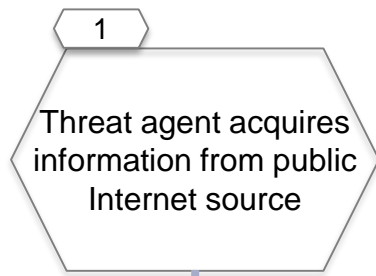 1
Threat agent acquires
information from public
Internet source